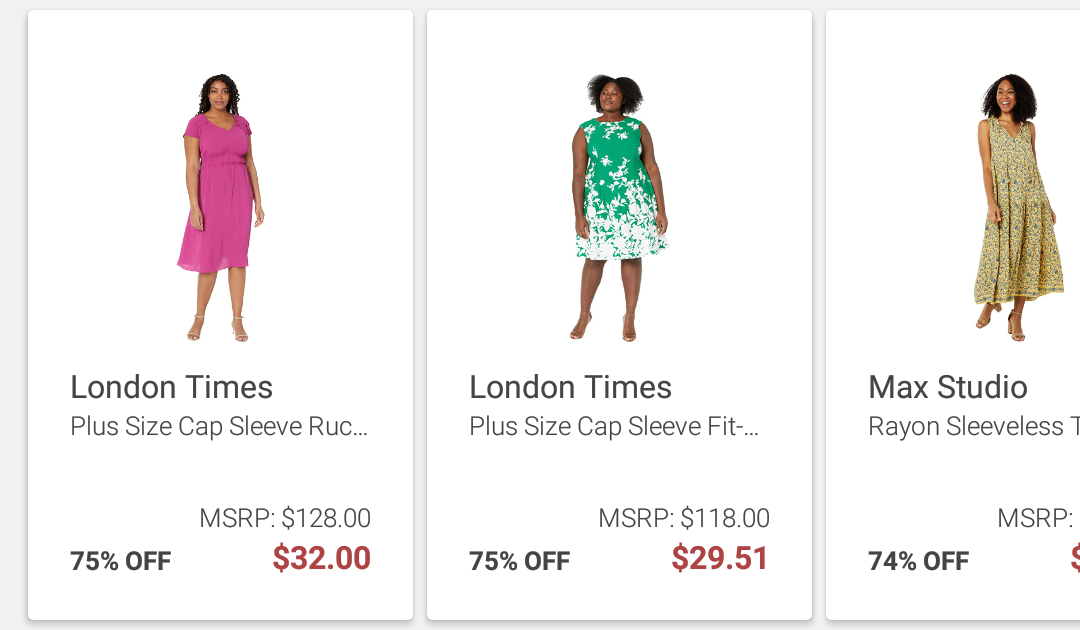 London Times
Plus Size Cap Sleeve Ruc...
MSRP: $128.00
75% OFF
$32.00
London Times
Plus Size Cap Sleeve Fit-...
MSRP: $118.00
75% OFF
$29.51
Max Studio
Rayon Sleeveless
MSRP:
74% OFF